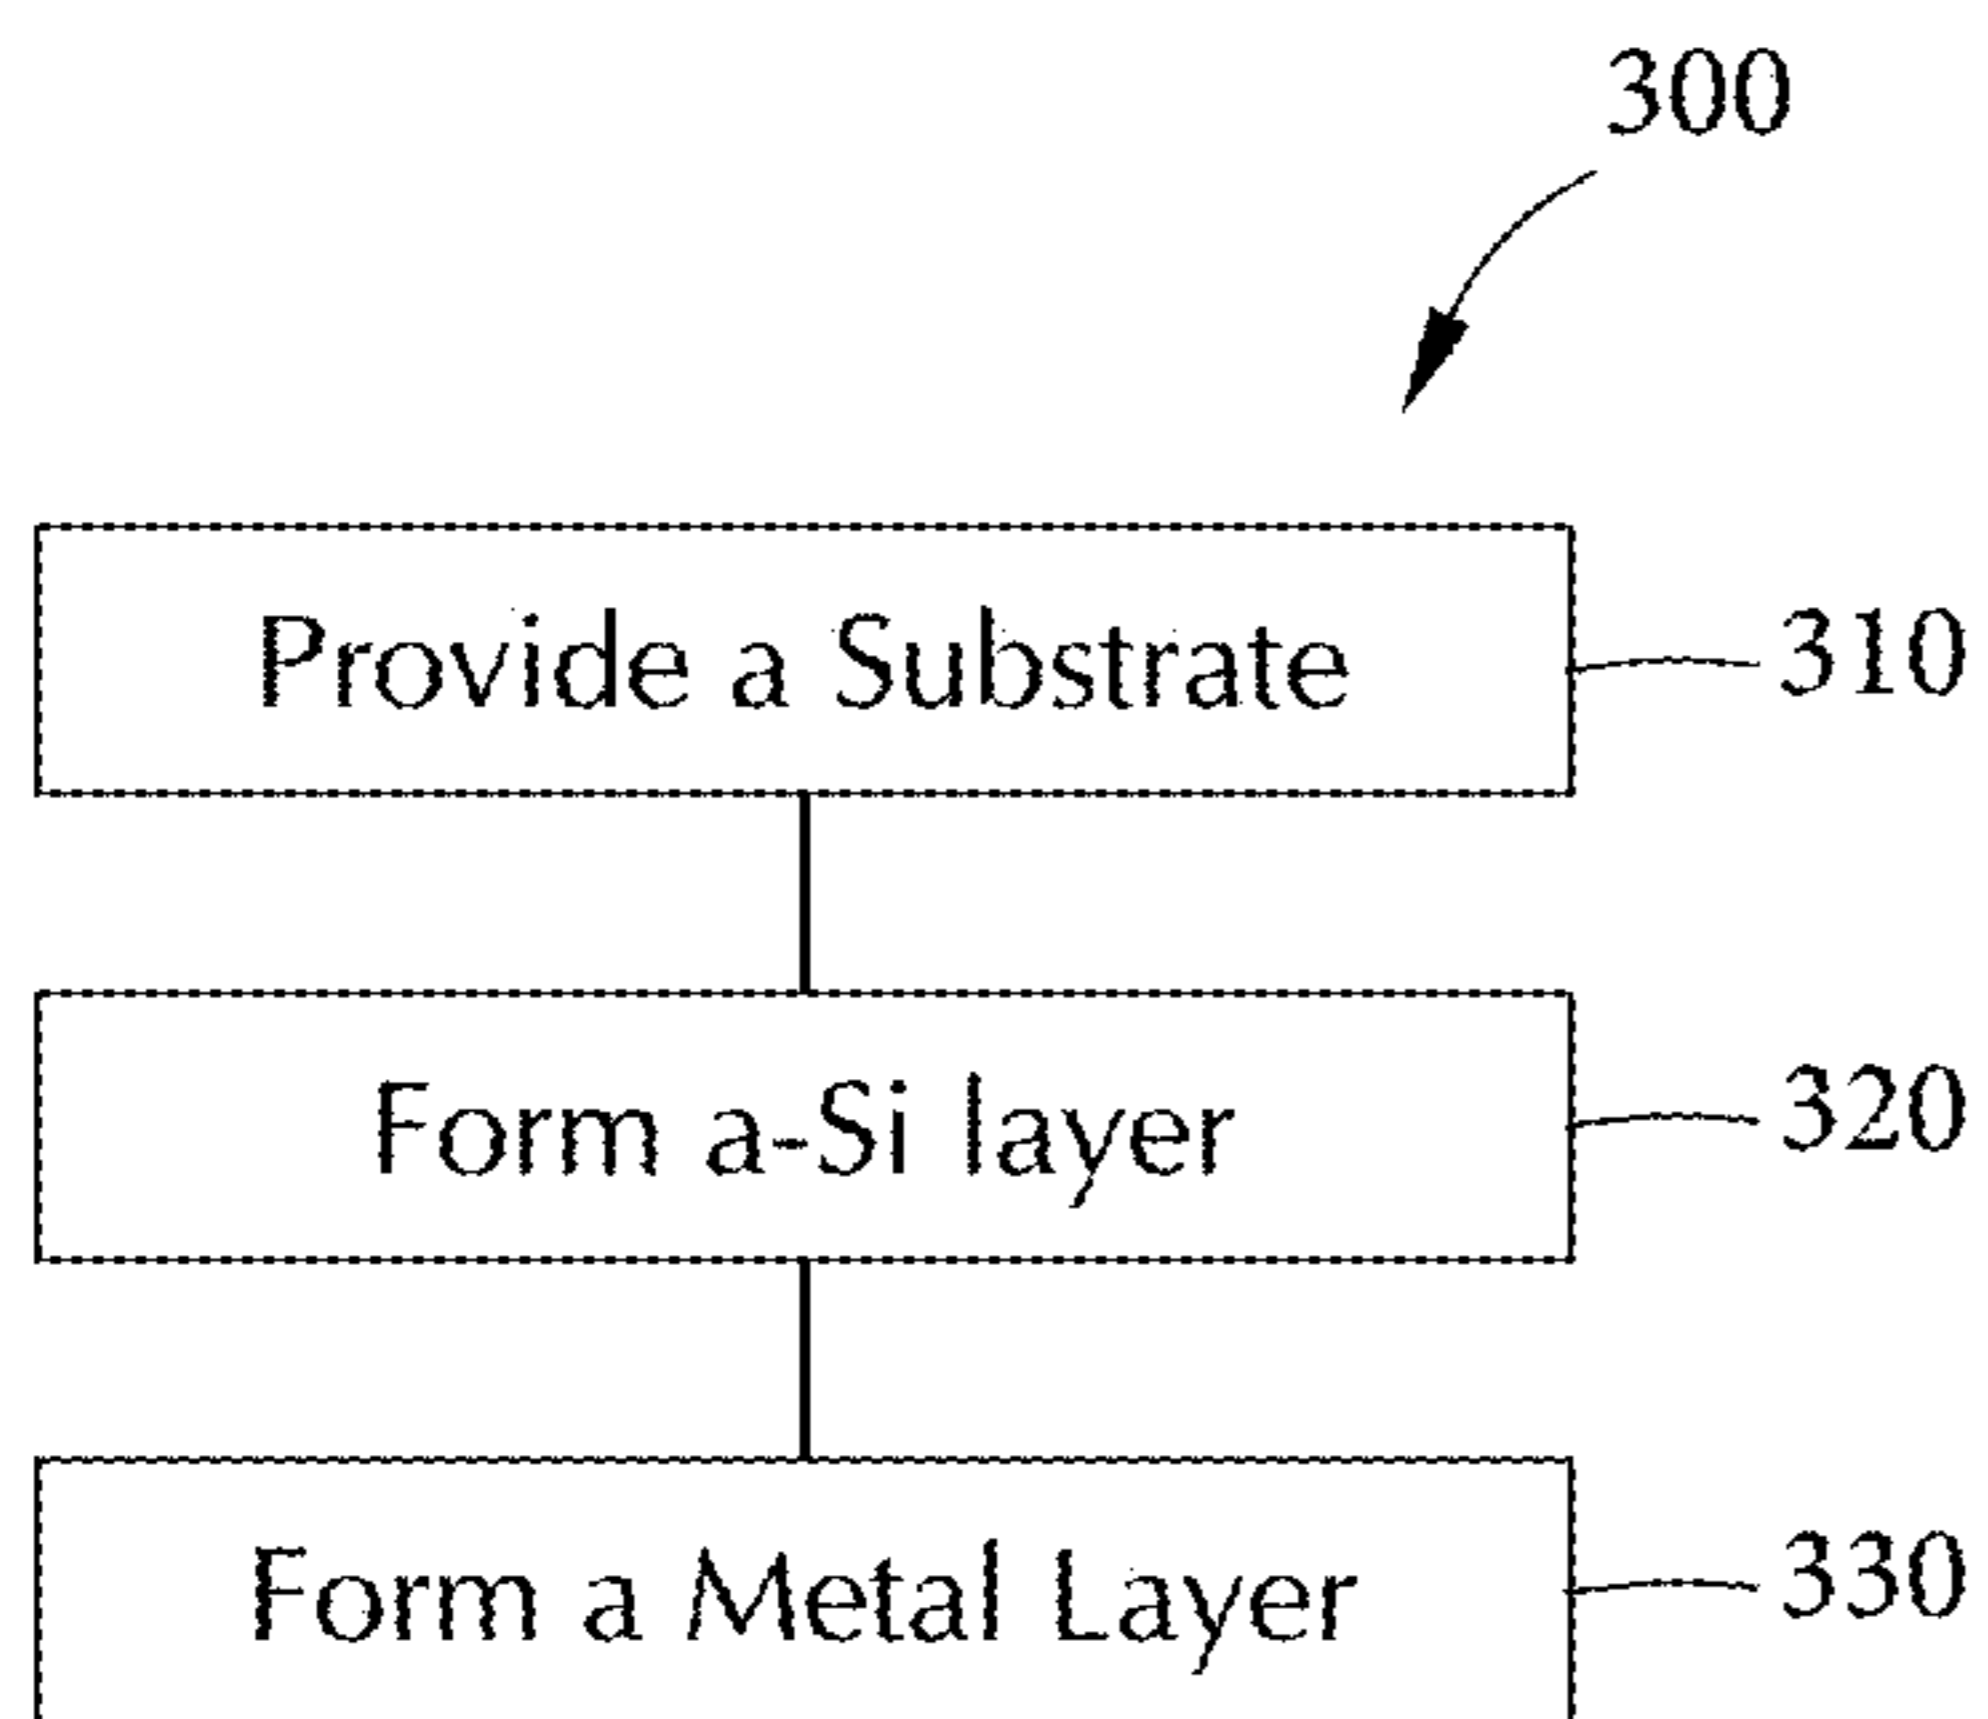 300
Provide a Substrate
310
Form a-Si layer
320
Form a Metal Layer
330